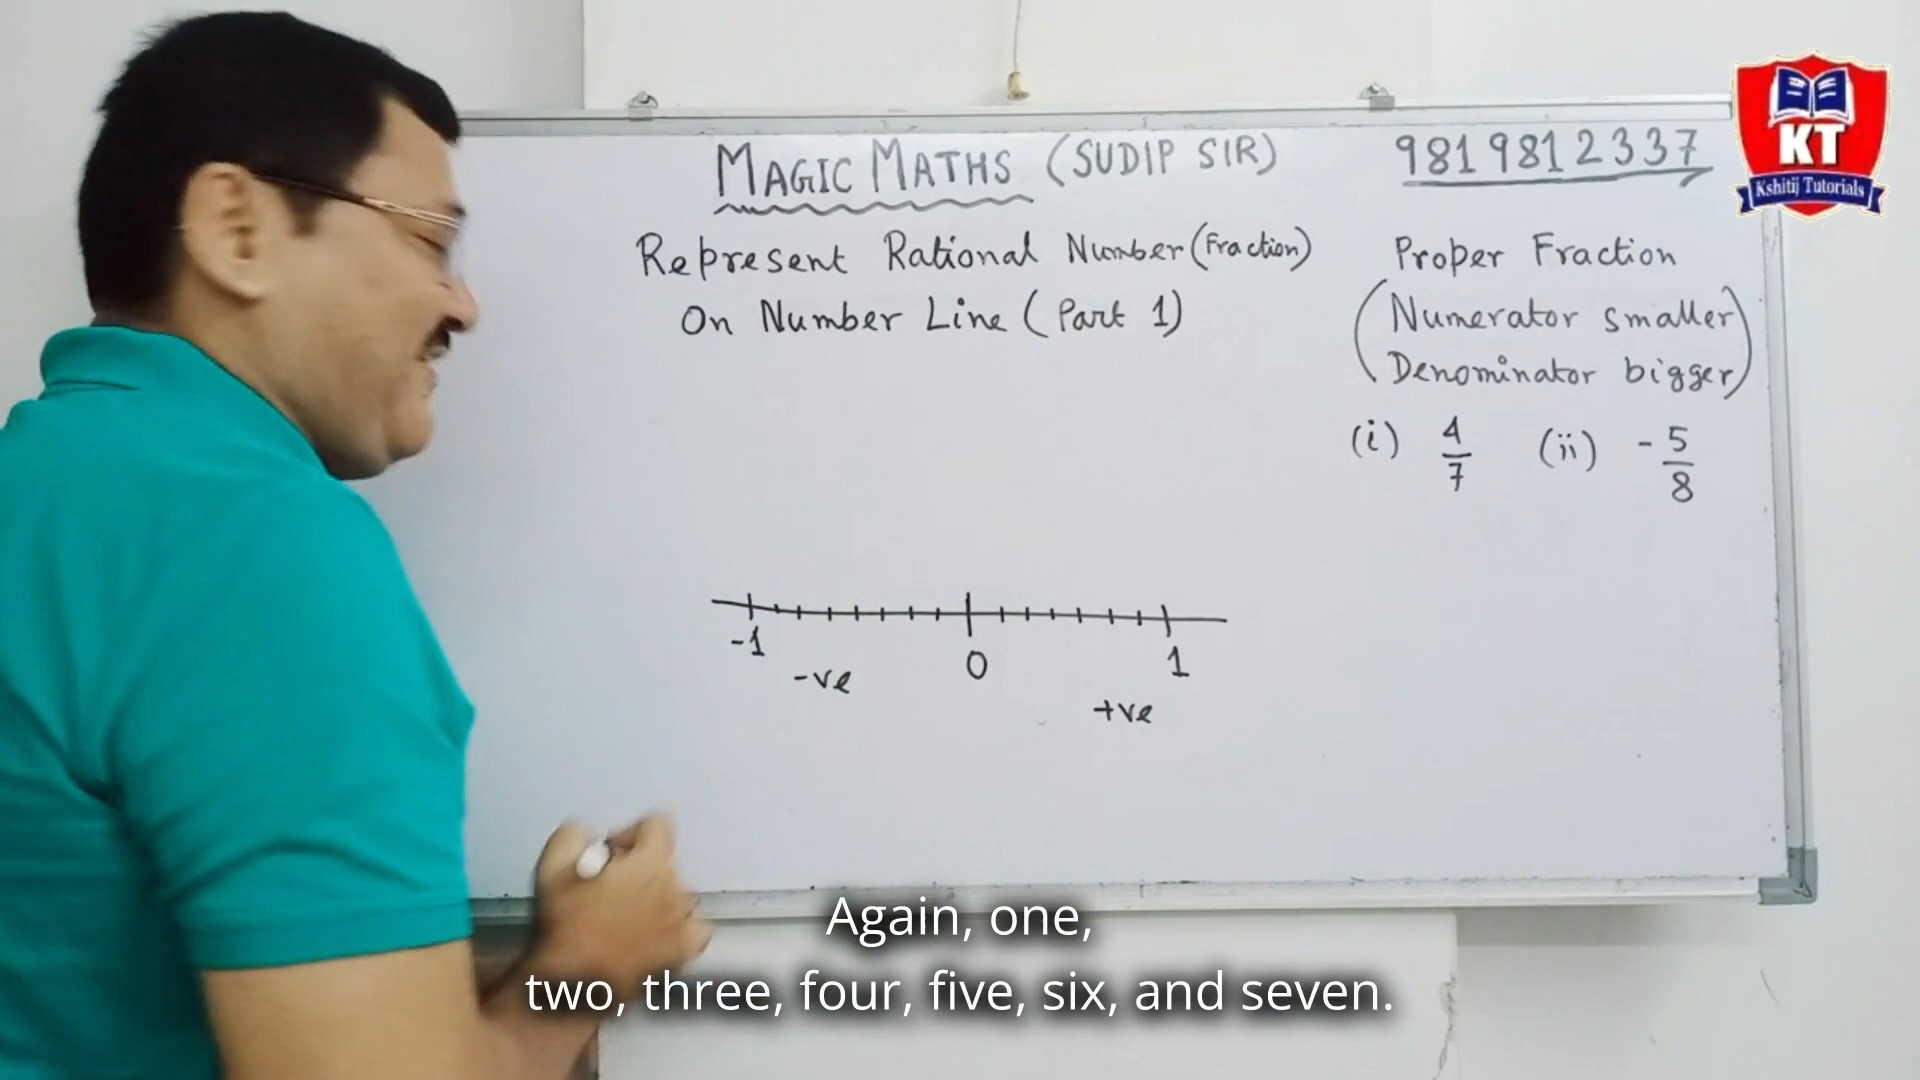 MAGIC MATHS (SUDIP SIR)
9819812337
KT
Kshitij Tutorials
Represent Rational Number (Fraction)
On Number Line (Part 1)
Proper Fraction
(Numerator smaller
Denominator bigger)
(i) 4/7 (ii) -5/8
-1 0 1
-ve +ve
Again, one,
two, three, four, five, six, and seven.